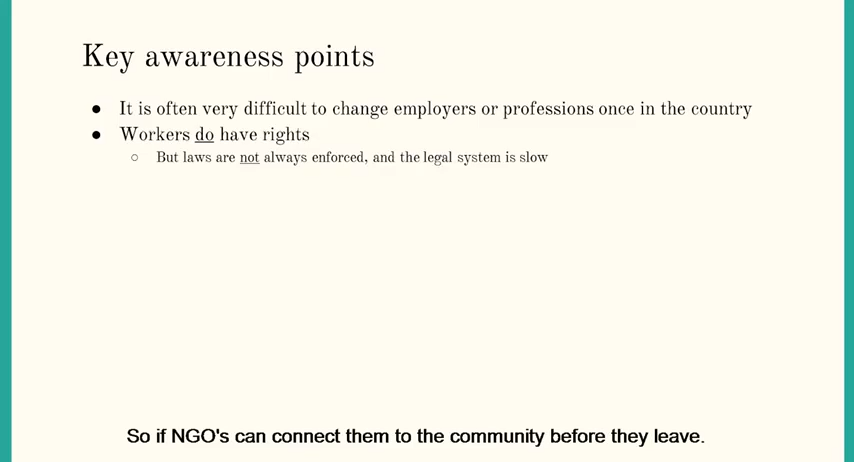 Key awareness points
● It is often very difficult to change employers or professions once in the country
● Workers do have rights
○ But laws are not always enforced, and the legal system is slow
So if NGO's can connect them to the community before they leave.